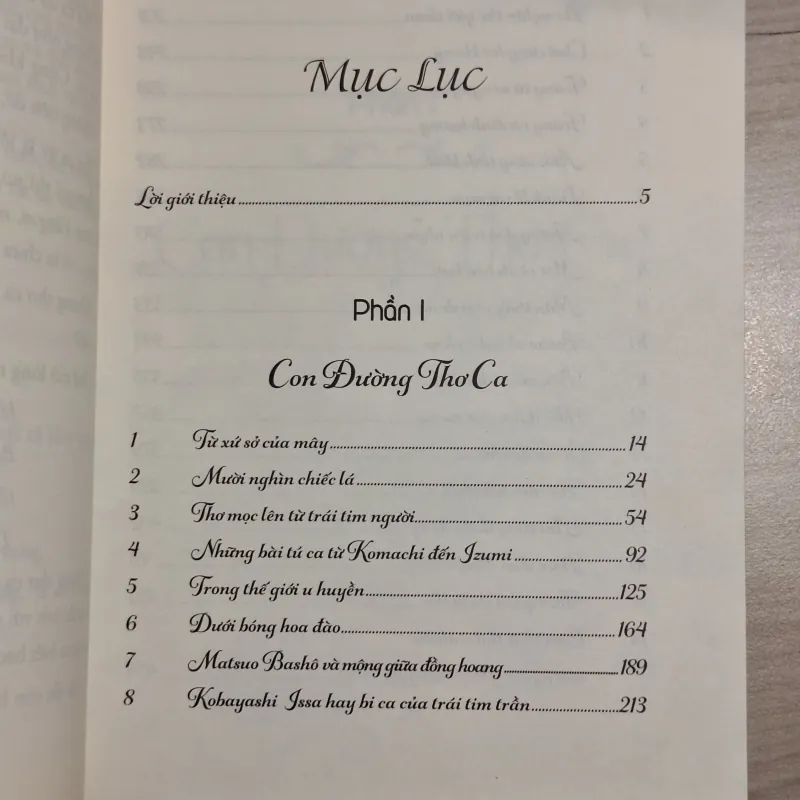 Mục Lục
Lời giới thiệu 5
Phần I
Con Đường Thơ Ca
1 Từ xứ sở của mây 14
2 Mười nghìn chiếc lá 24
3 Thơ mọc lên từ trái tim người 54
4 Những bài tú ca từ Komachi đến Izumi 92
5 Trong thế giới u huyền 125
6 Dưới bóng hoa đào 164
7 Matsuo Bashô và mộng giữa đồng hoang 189
8 Kobayashi Issa hay bi ca của trái tim trần 213